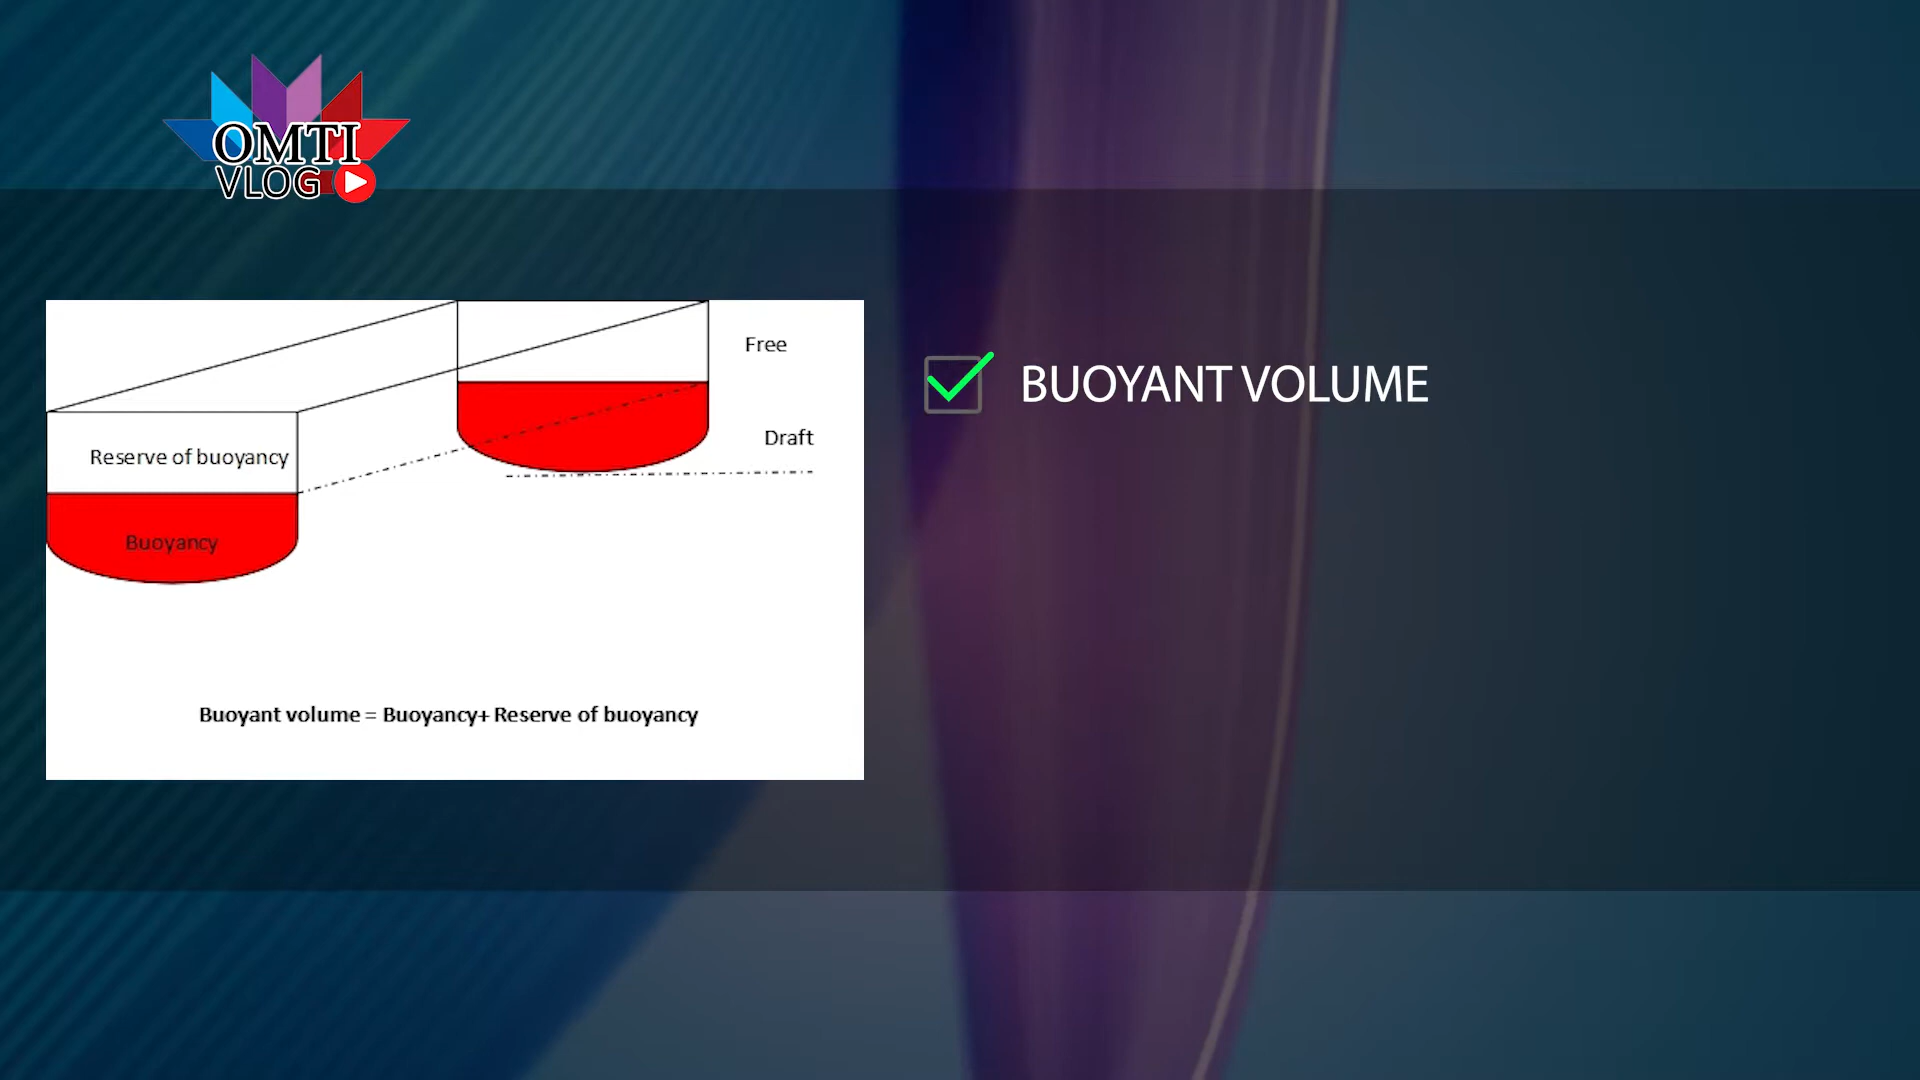 OMTI
VLOG
Free
Draft
Reserve of buoyancy
Buoyancy
Buoyant volume = Buoyancy+ Reserve of buoyancy
BUOYANT VOLUME